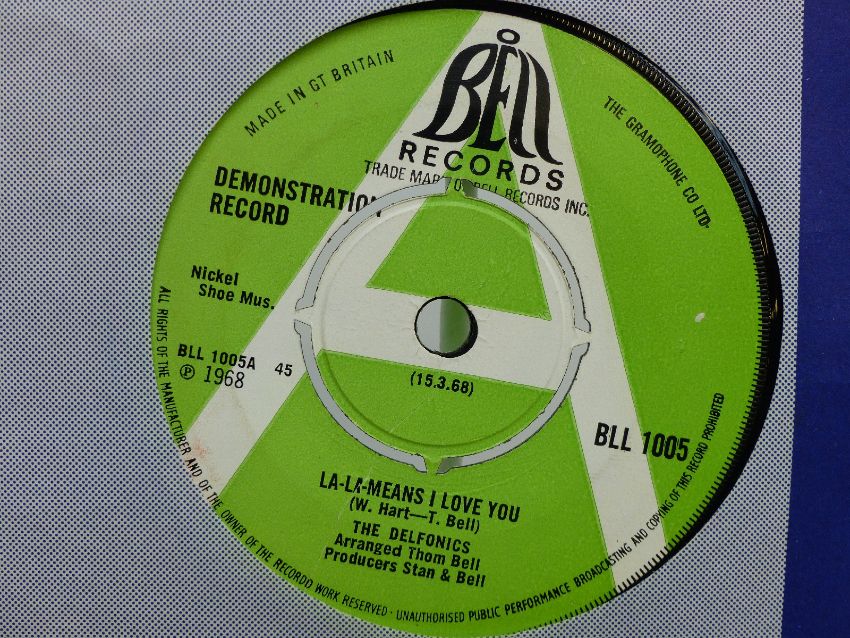 MADE IN GT BRITAIN
BELL
RECORDS
TRADE MARK OF BELL RECORDS INC.
THE GRAMOPHONE CO LTD.
DEMONSTRATION
RECORD
Nickel
Shoe Mus.
BLL 1005A 45
℗ 1968
(15.3.68)
BLL 1005
LA-LA-MEANS I LOVE YOU
(W. Hart—T. Bell)
THE DELFONICS
Arranged Thom Bell
Producers Stan & Bell
ALL RIGHTS OF THE MANUFACTURER AND OF THE OWNER OF THE RECORDO WORK RESERVED · UNAUTHORISED PUBLIC PERFORMANCE BROADCASTING AND COPYING OF THIS RECORD PROHIBITED